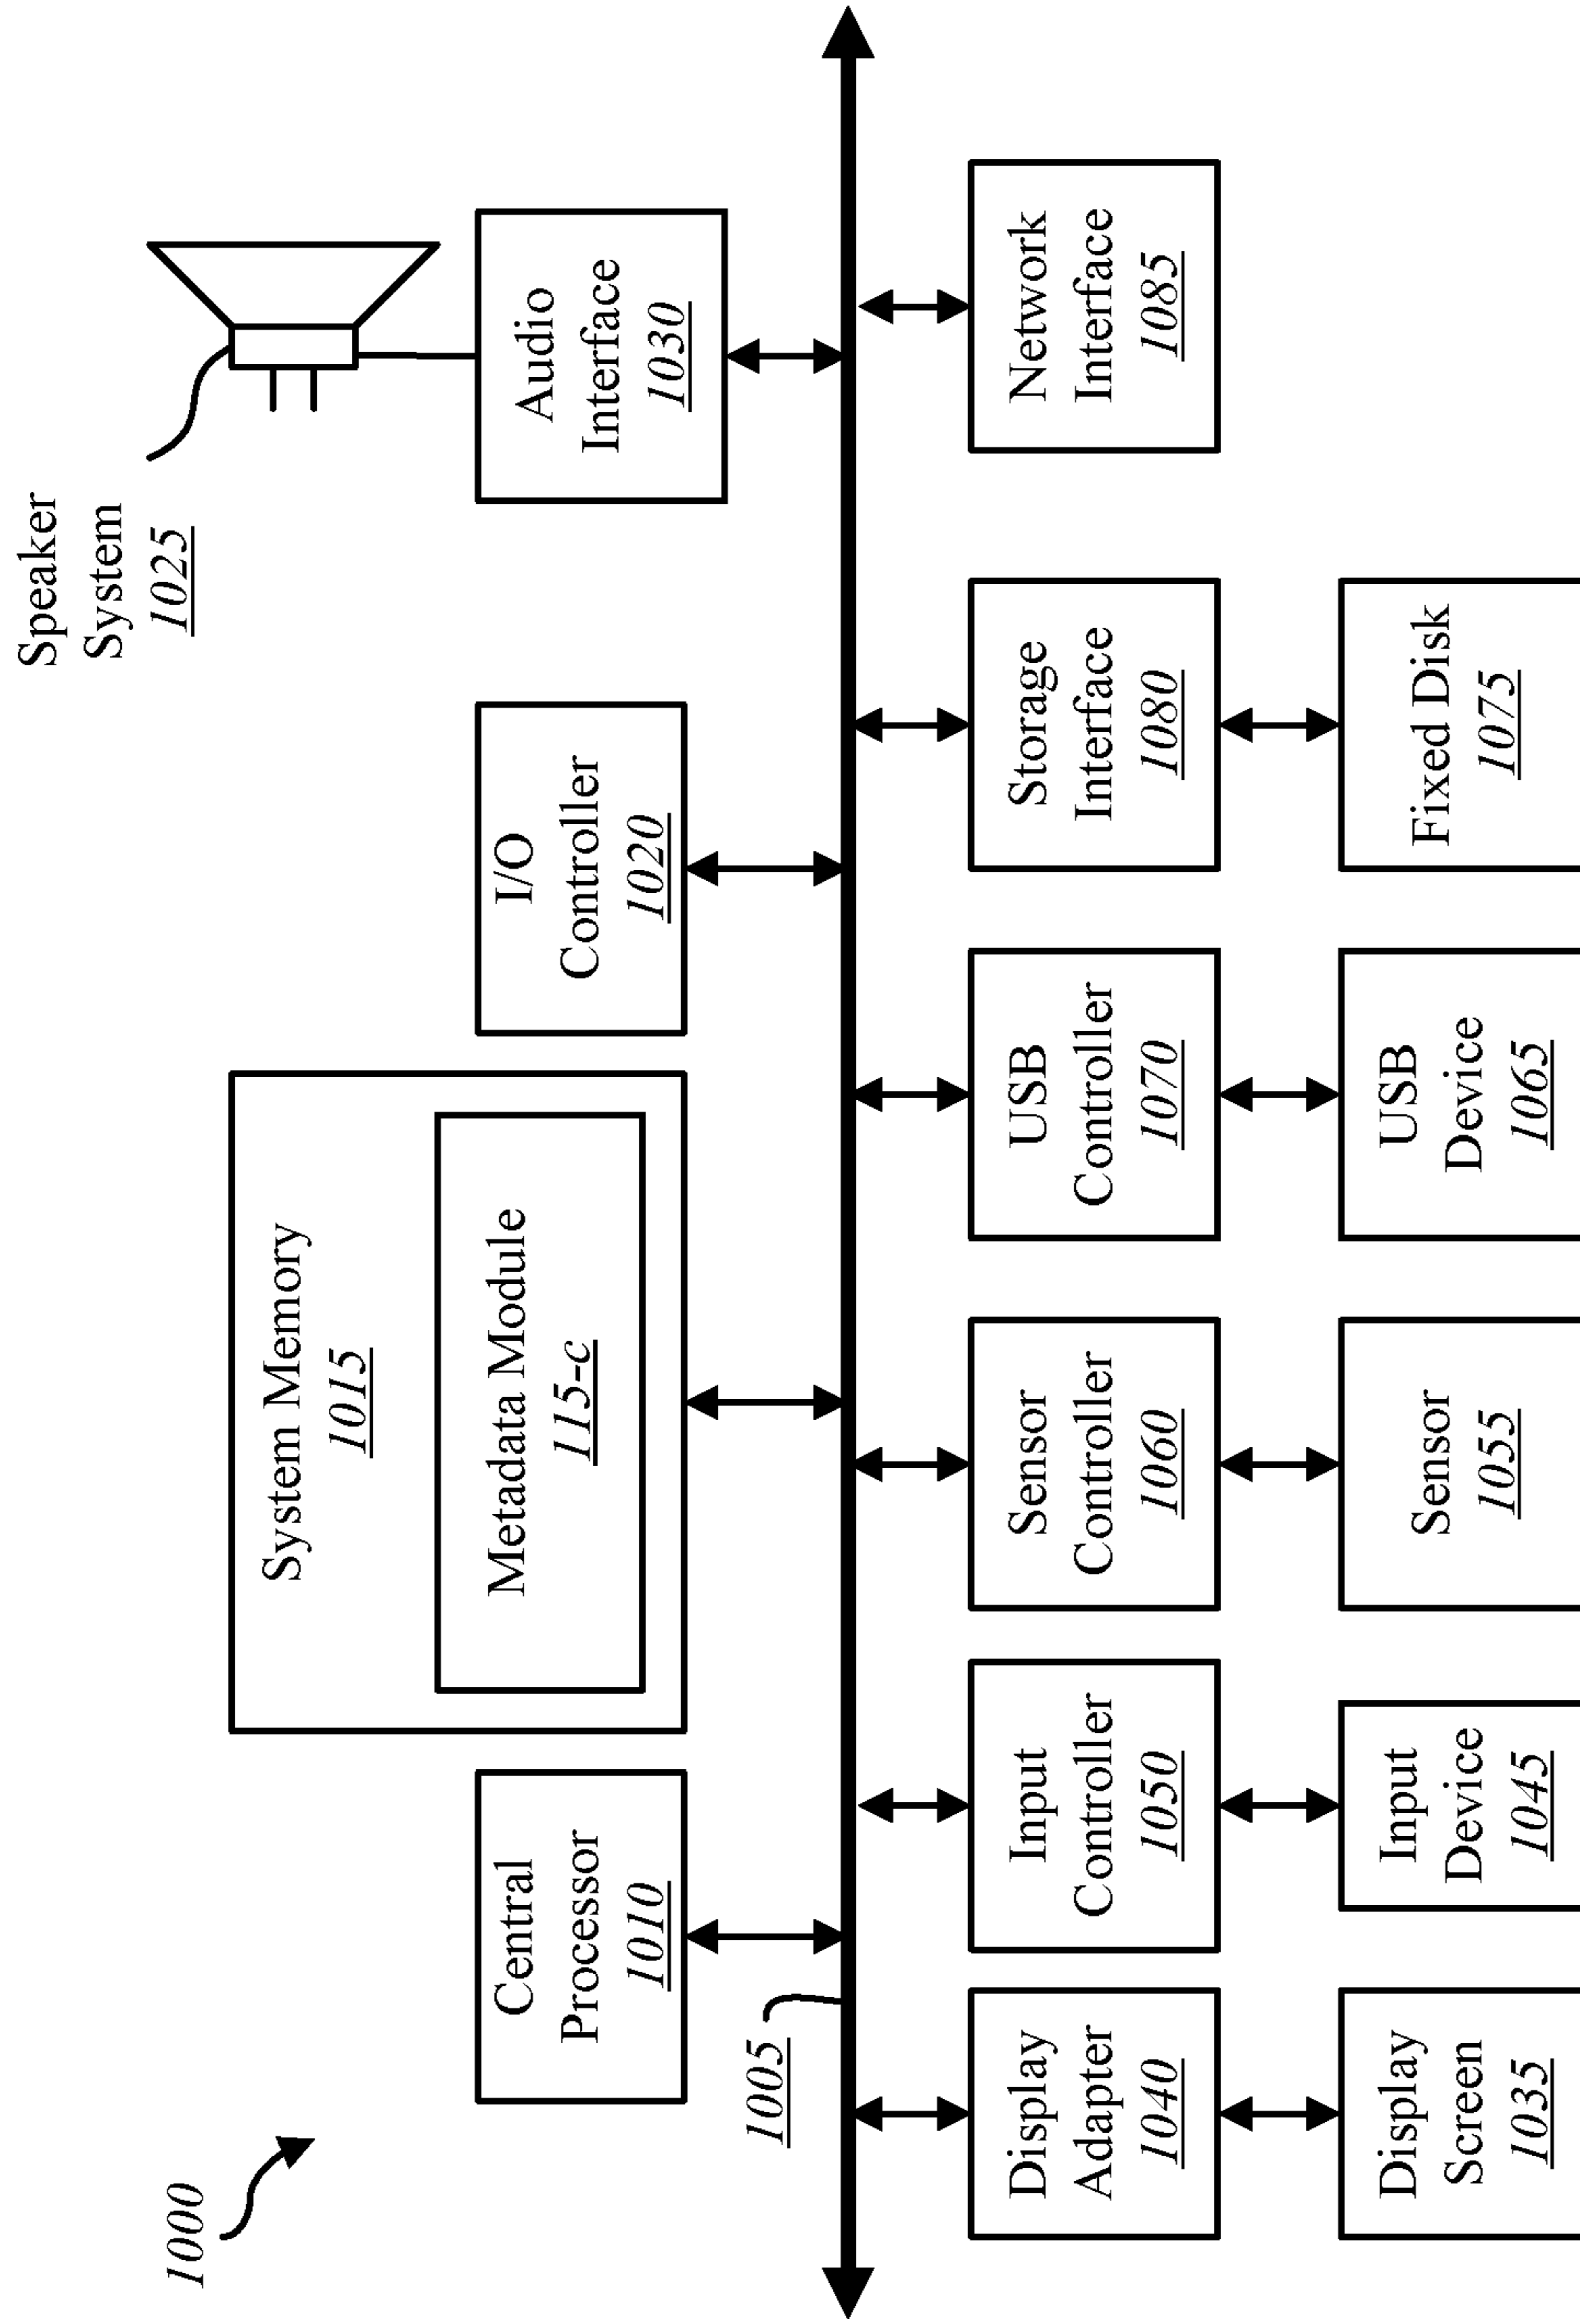 1000
Speaker
System
1025
Central
Processor
1010
System Memory
1015
Metadata Module
115-c
I/O
Controller
1020
Audio
Interface
1030
1005
Display
Adapter
1040
Input
Controller
1050
Sensor
Controller
1060
USB
Controller
1070
Storage
Interface
1080
Network
Interface
1085
Display
Screen
1035
Input
Device
1045
Sensor
1055
USB
Device
1065
Fixed Disk
1075